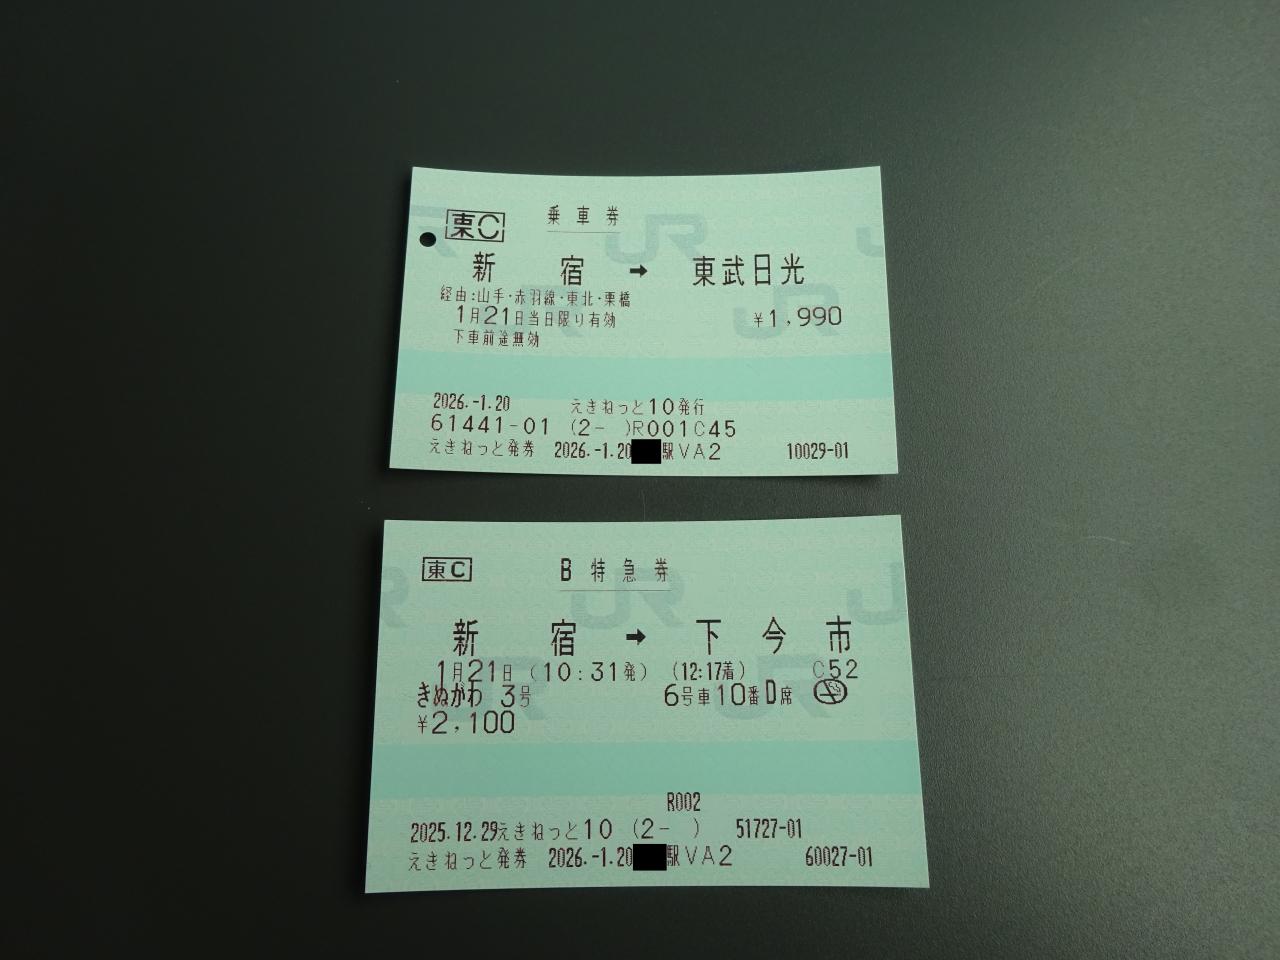 東C 乗車券
新宿 → 東武日光
経由:山手・赤羽線・東北・栗橋
1月21日当日限り有効 ¥1,990
下車前途無効
2026.-1.20 えきねっと10発行
61441-01 (2- )R001C45
えきねっと発券 2026.-1.20 駅VA2 10029-01
東C B特急券
新宿 → 下今市
1月21日 (10:31発) (12:17着) C52
きぬがわ 3号 6号車10番D席
¥2,100
R002
2025.12.29えきねっと10 (2- ) 51727-01
えきねっと発券 2026.-1.20 駅VA2 60027-01
JR